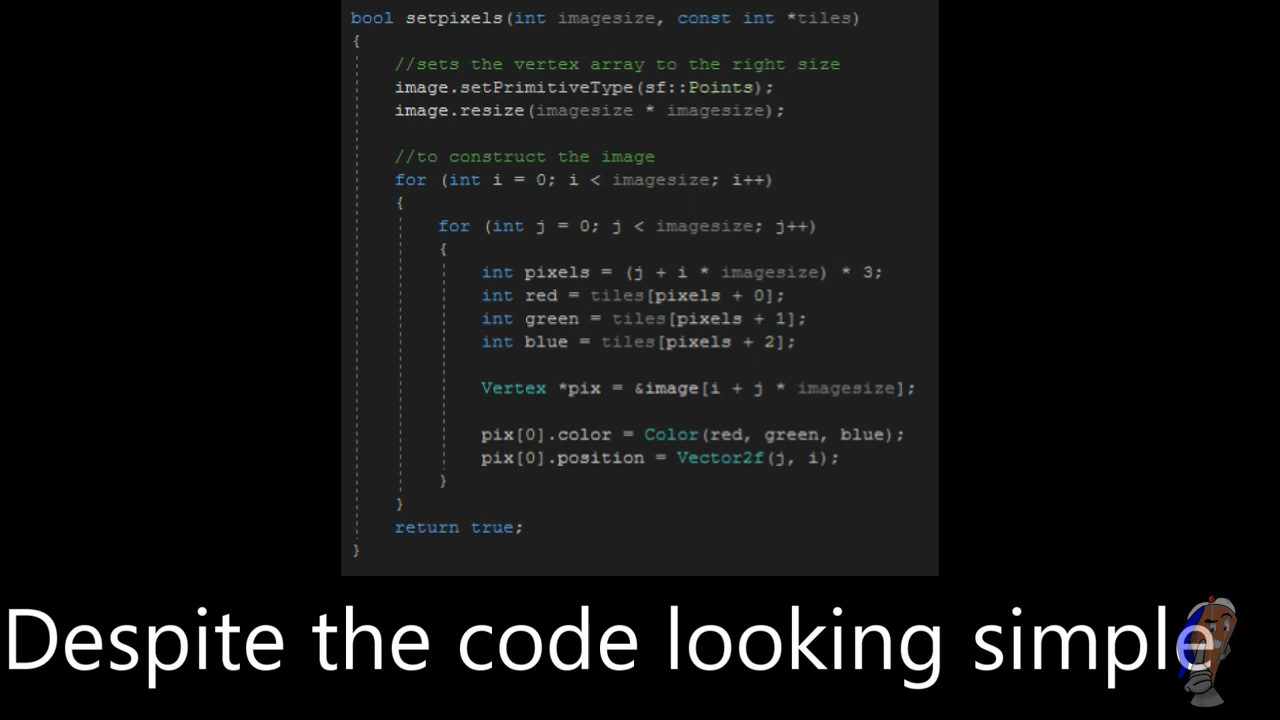 bool setpixels(int imagesize, const int *tiles)
{
//sets the vertex array to the right size
image.setPrimitiveType(sf::Points);
image.resize(imagesize * imagesize);
//to construct the image
for (int i = 0; i < imagesize; i++)
{
for (int j = 0; j < imagesize; j++)
{
int pixels = (j + i * imagesize) * 3;
int red = tiles[pixels + 0];
int green = tiles[pixels + 1];
int blue = tiles[pixels + 2];
Vertex *pix = &image[i + j * imagesize];
pix[0].color = Color(red, green, blue);
pix[0].position = Vector2f(j, i);
}
}
return true;
}
Despite the code looking simple